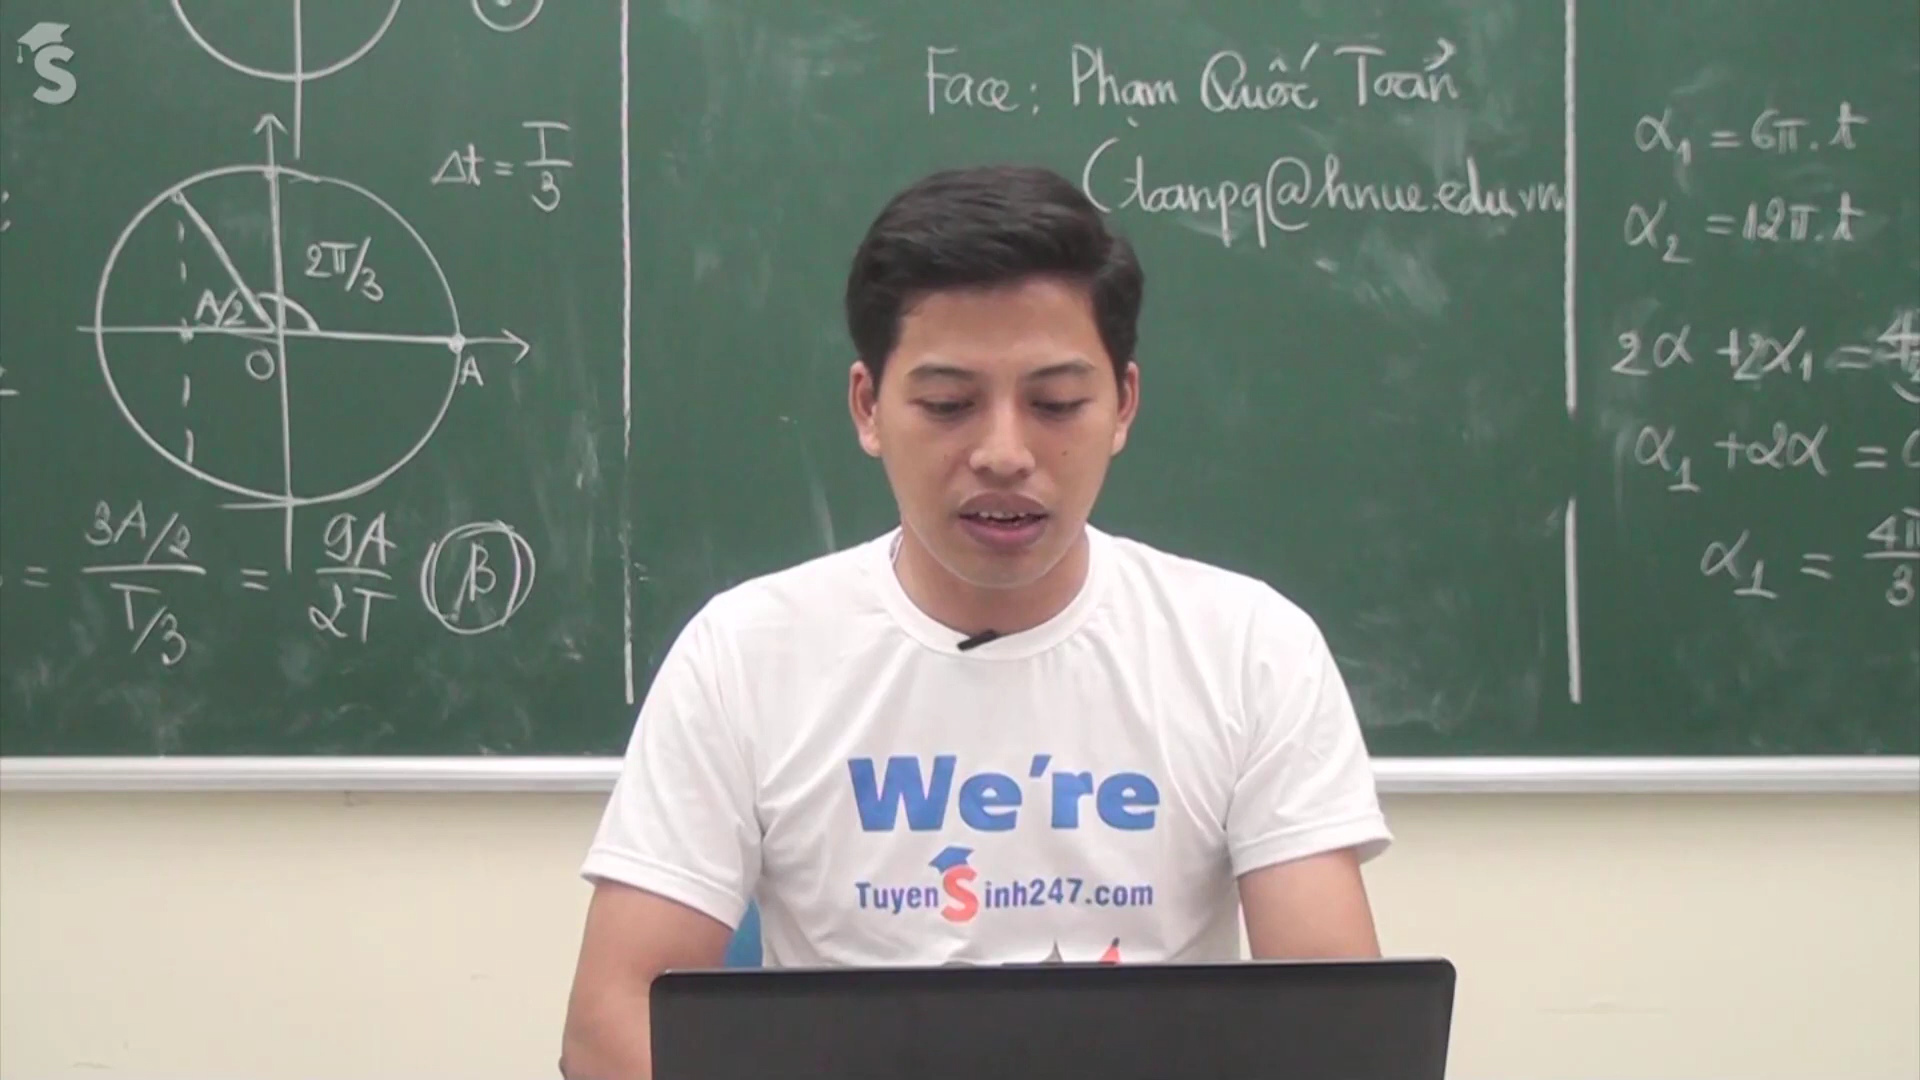 S
Δt = T/3
2π/3
A/2
O
A
= 3A/2 / T/3 = 9A/2T B
Face: Phạm Quốc Toản
(toanpq@hnue.edu.vn
α₁ = 6π.t
α₂ = 12π.t
2α + 2α₁ =
α₁ + 2α =
α₁ = 4π/3
We're
TuyenSinh247.com